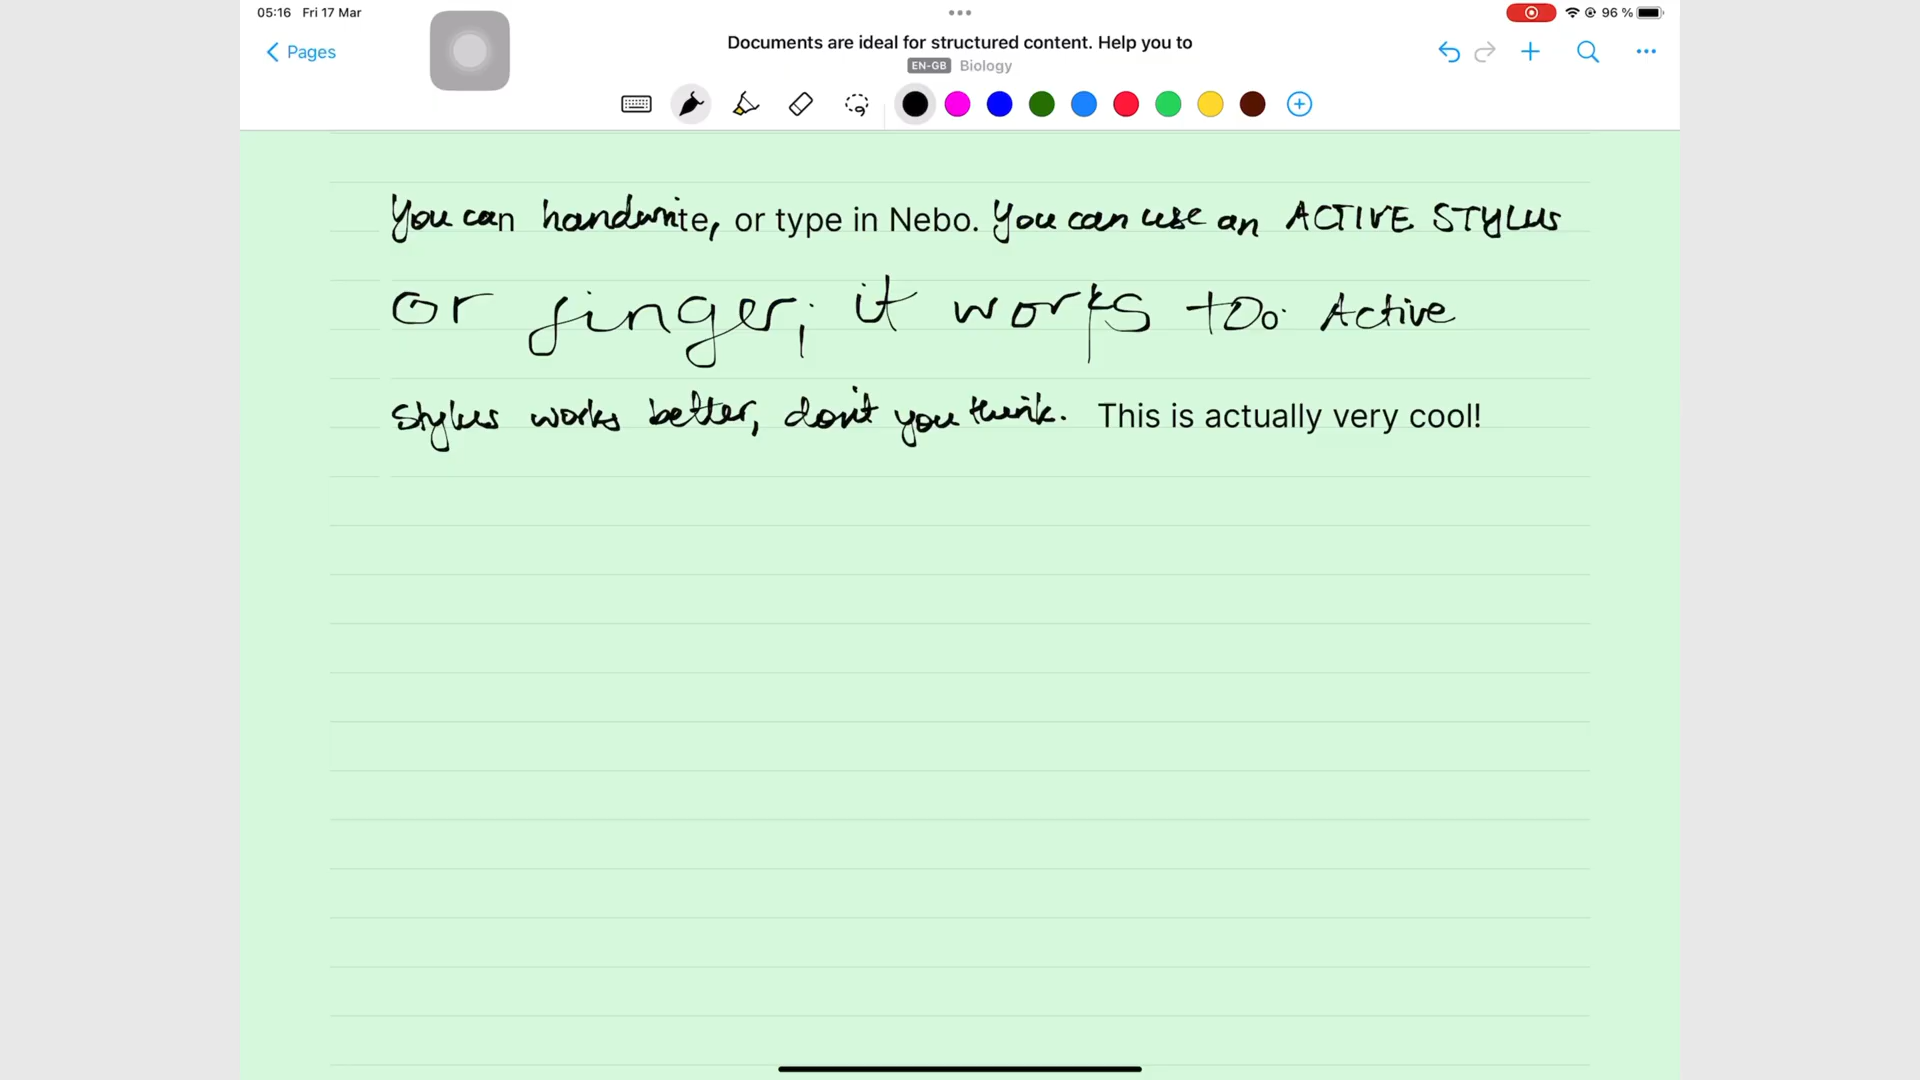 05:16 Fri 17 Mar 96 %
Pages
Documents are ideal for structured content. Help you to
EN-GB Biology
You can handwrite, or type in Nebo. You can use an ACTIVE STYLUS
or finger; it works too. Active
stylus works better, don't you think. This is actually very cool!